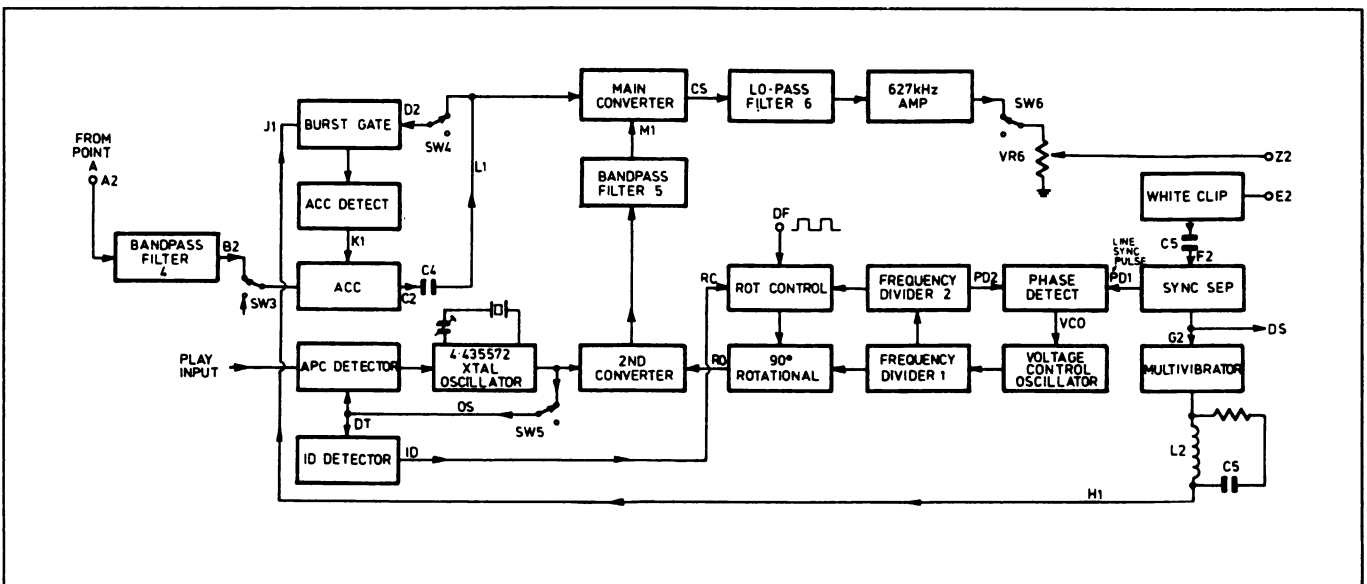 FROM
POINT
A
A2
BANDPASS
FILTER
4
B2
SW3
J1
BURST GATE
D2
SW4
L1
ACC DETECT
K1
ACC
C4
C2
MAIN
CONVERTER
CS
LO-PASS
FILTER 6
627kHz
AMP
SW6
VR6
Z2
M1
BANDPASS
FILTER 5
WHITE CLIP
E2
C5
F2
DF
RC
ROT CONTROL
FREQUENCY
DIVIDER 2
PD2
PHASE
DETECT
LINE
SYNC
PULSE
PD1
SYNC SEP
DS
G2
VCO
PLAY
INPUT
APC DETECTOR
4·435572
XTAL
OSCILLATOR
2ND
CONVERTER
RO
90°
ROTATIONAL
FREQUENCY
DIVIDER 1
VOLTAGE
CONTROL
OSCILLATOR
MULTIVIBRATOR
OS
SW5
DT
ID DETECTOR
ID
L2
C5
H1